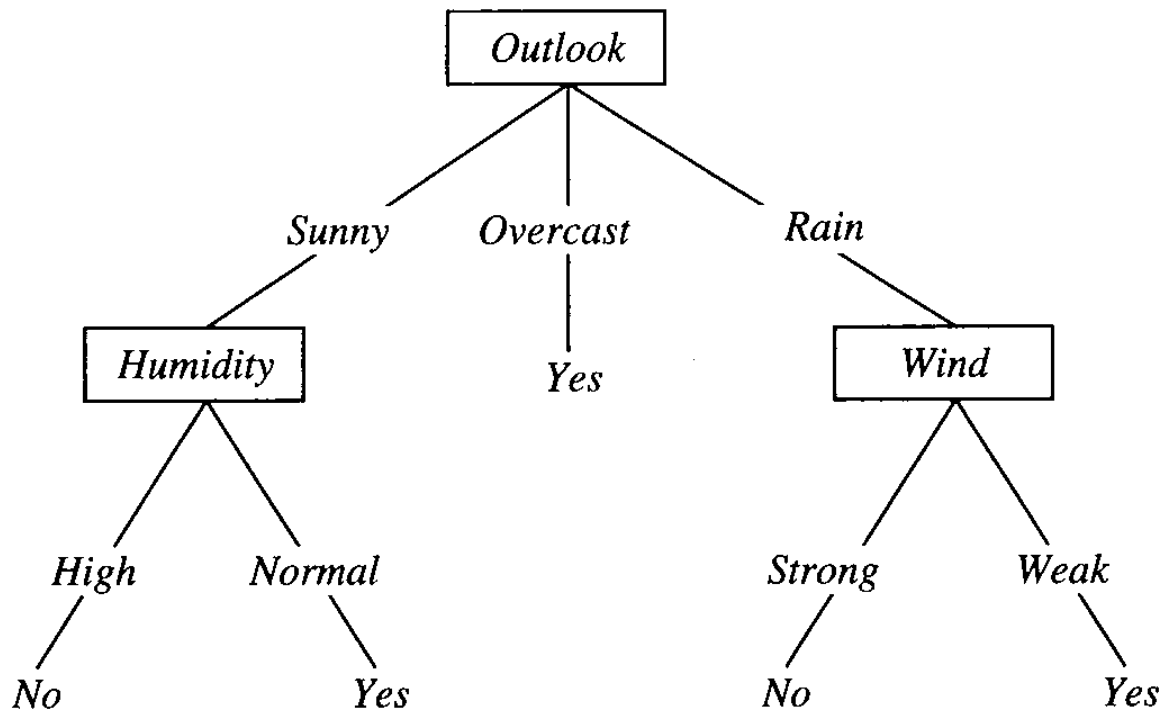 Outlook
Sunny Overcast Rain
Humidity Yes Wind
High Normal Strong Weak
No Yes No Yes